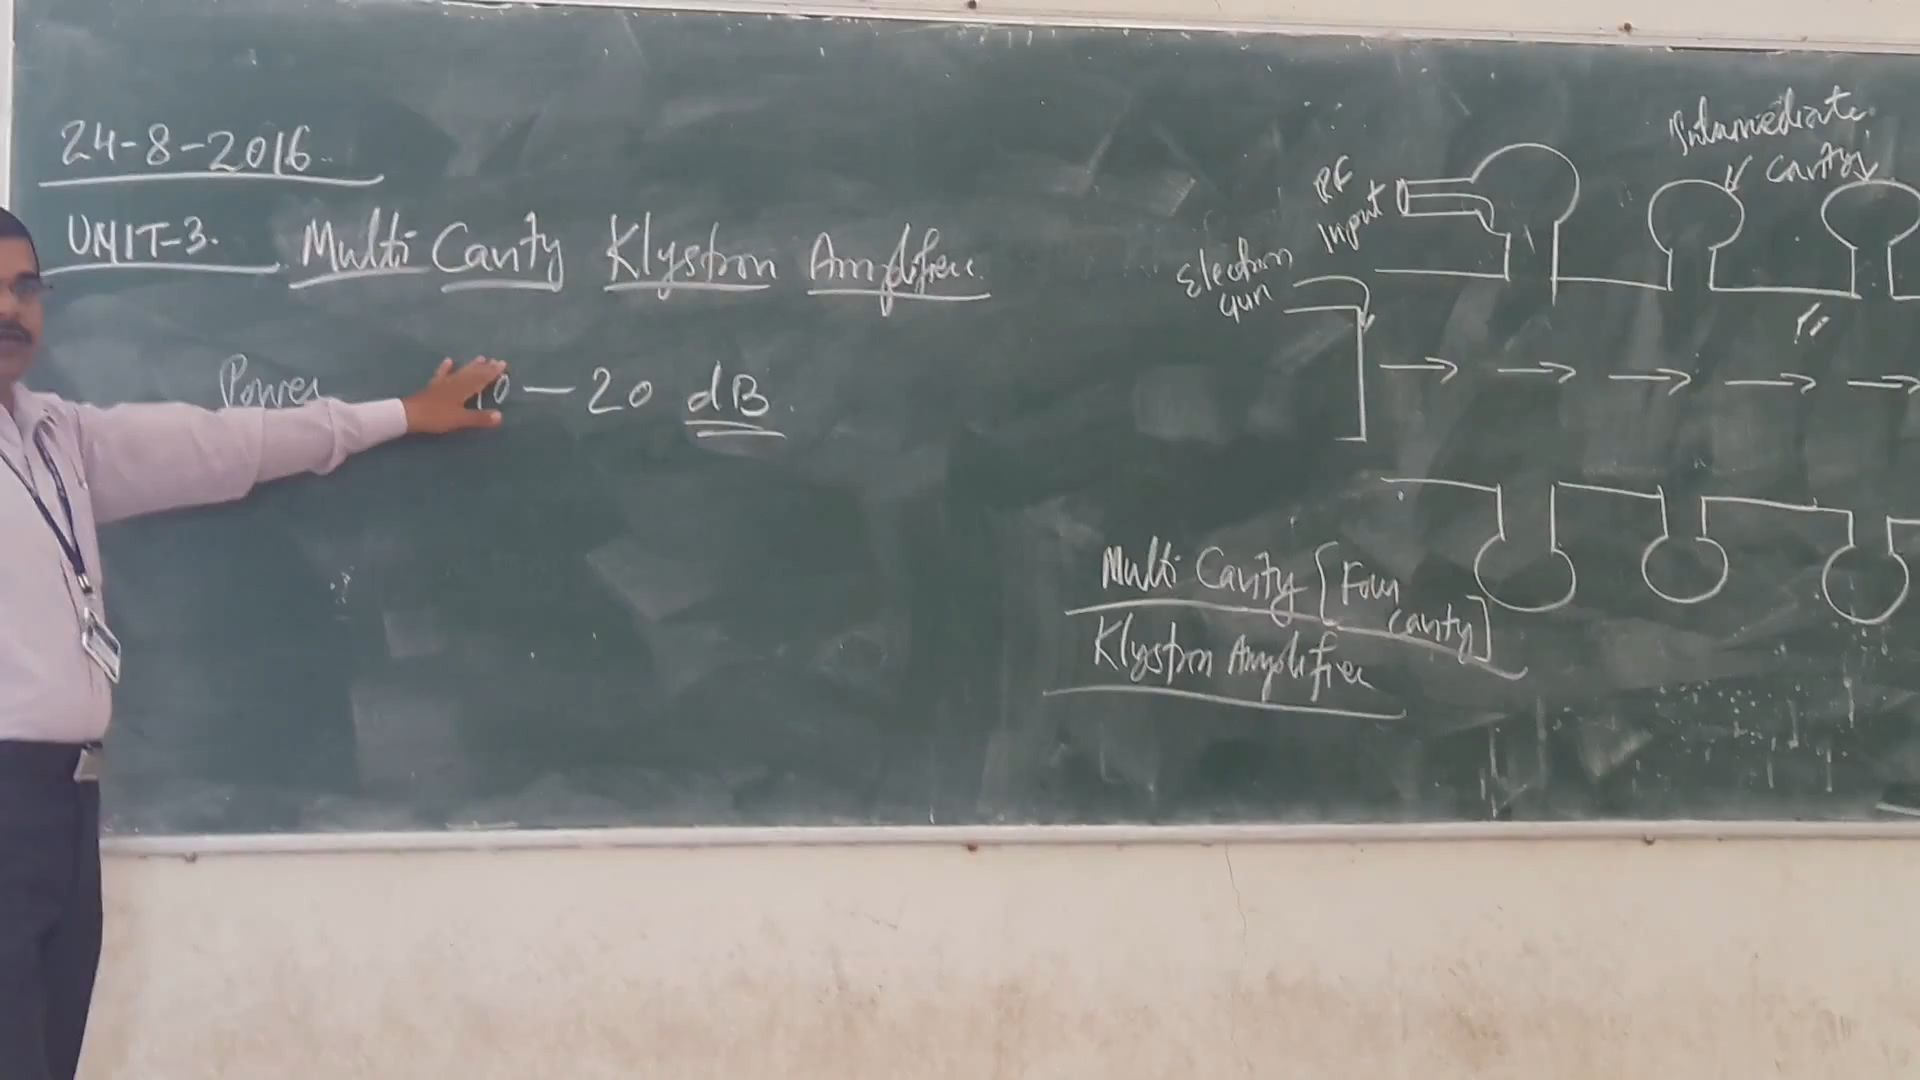 24-8-2016
UNIT-3. Multi Cavity Klystron Amplifier
Power 10-20 dB.
Electron
gun
RF
input
Intermediate
Cavity
Multi Cavity [Four
cavity]
Klystron Amplifier